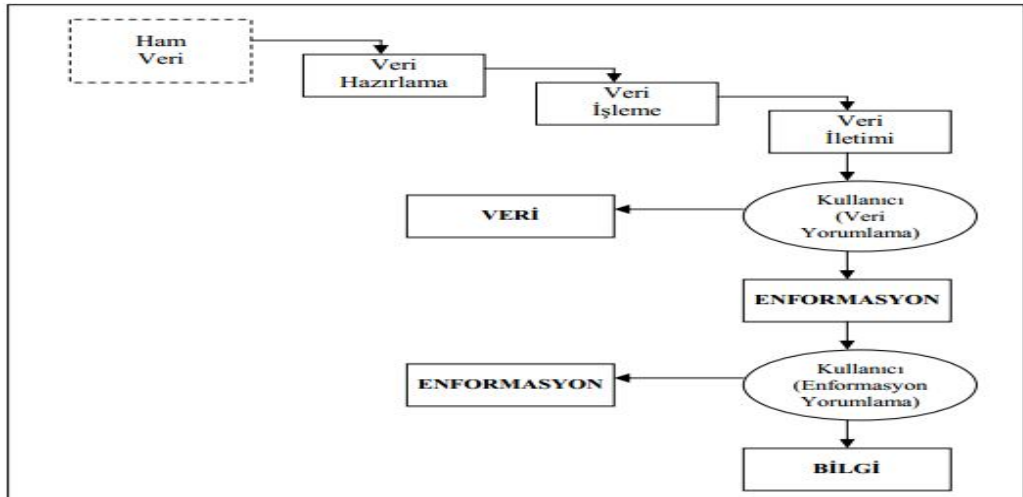 Ham
Veri
Veri
Hazırlama
Veri
İşleme
Veri
İletimi
Kullanıcı
(Veri
Yorumlama)
VERİ
ENFORMASYON
Kullanıcı
(Enformasyon
Yorumlama)
ENFORMASYON
BİLGİ